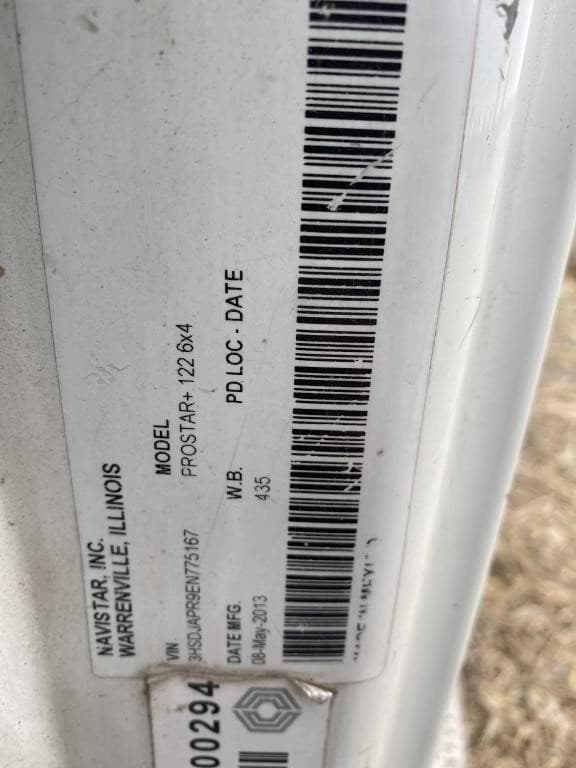 NAVISTAR, INC.
WARRENVILLE, ILLINOIS
VIN MODEL
3HSDJAPR9EN775167 PROSTAR+ 122 6x4
DATE MFG. W.B. PD.LOC - DATE
08-May-2013 435
00294